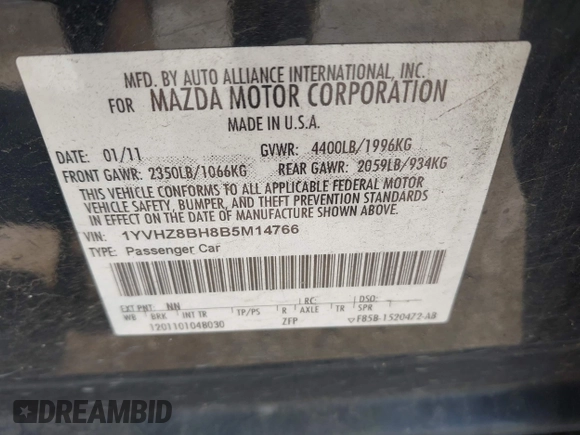 MFD. BY AUTO ALLIANCE INTERNATIONAL, INC.
FOR MAZDA MOTOR CORPORATION
MADE IN U.S.A.
DATE: 01/11 GVWR: 4400LB/1996KG
FRONT GAWR: 2350LB/1066KG REAR GAWR: 2059LB/934KG
THIS VEHICLE CONFORMS TO ALL APPLICABLE FEDERAL MOTOR
VEHICLE SAFETY, BUMPER, AND THEFT PREVENTION STANDARDS
IN EFFECT ON THE DATE OF MANUFACTURE SHOWN ABOVE.
VIN: 1YVHZ8BH8B5M14766
TYPE: Passenger Car
EXT PNT NN RC: DSO:
WB BRK INT TR TP/PS R AXLE TR SPR
1201101048030 ZFP F85B-1520472-AB
DREAMBID